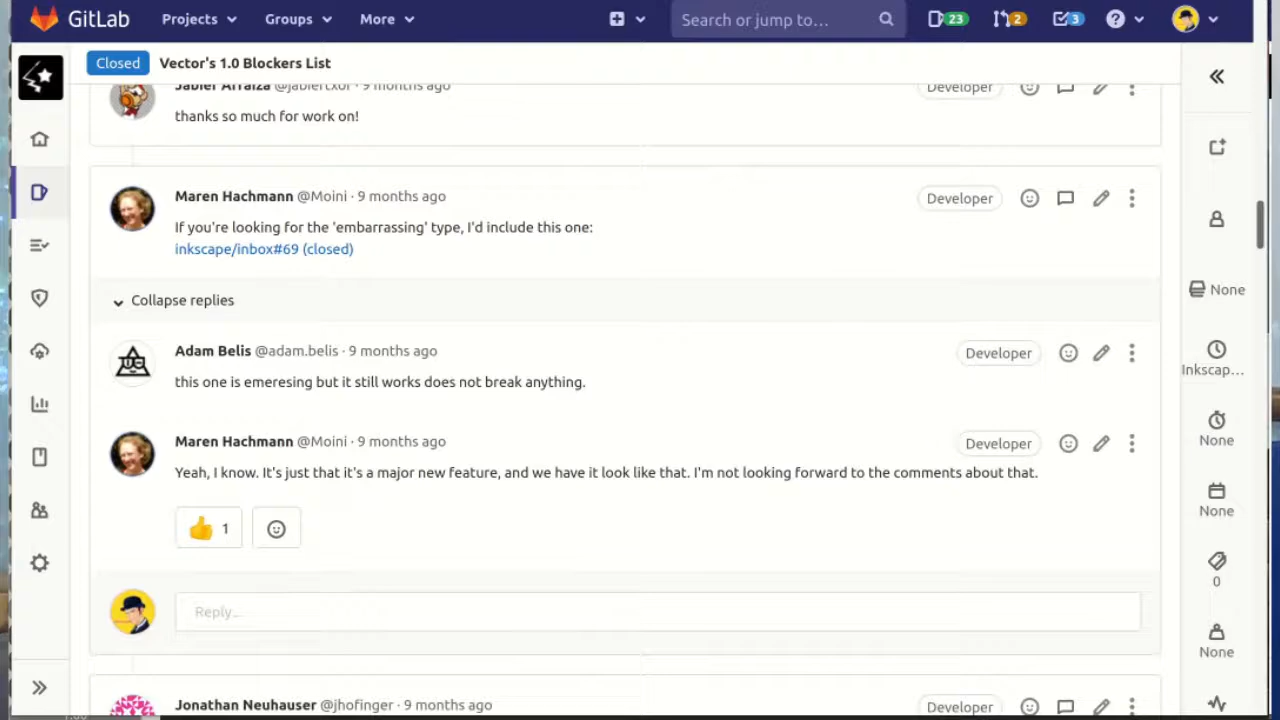 GitLab Projects Groups More Search or jump to… 23 2 3
Closed Vector's 1.0 Blockers List
Jabier Arraiza @jabiertxof · 9 months ago Developer
thanks so much for work on!
Maren Hachmann @Moini · 9 months ago Developer
If you're looking for the 'embarrassing' type, I'd include this one:
inkscape/inbox#69 (closed)
None
Collapse replies
Adam Belis @adam.belis · 9 months ago Developer
Inkscap...
this one is emeresing but it still works does not break anything.
Maren Hachmann @Moini · 9 months ago Developer
None
Yeah, I know. It's just that it's a major new feature, and we have it look like that. I'm not looking forward to the comments about that.
None
1
0
Reply...
None
Jonathan Neuhauser @jhofinger · 9 months ago Developer